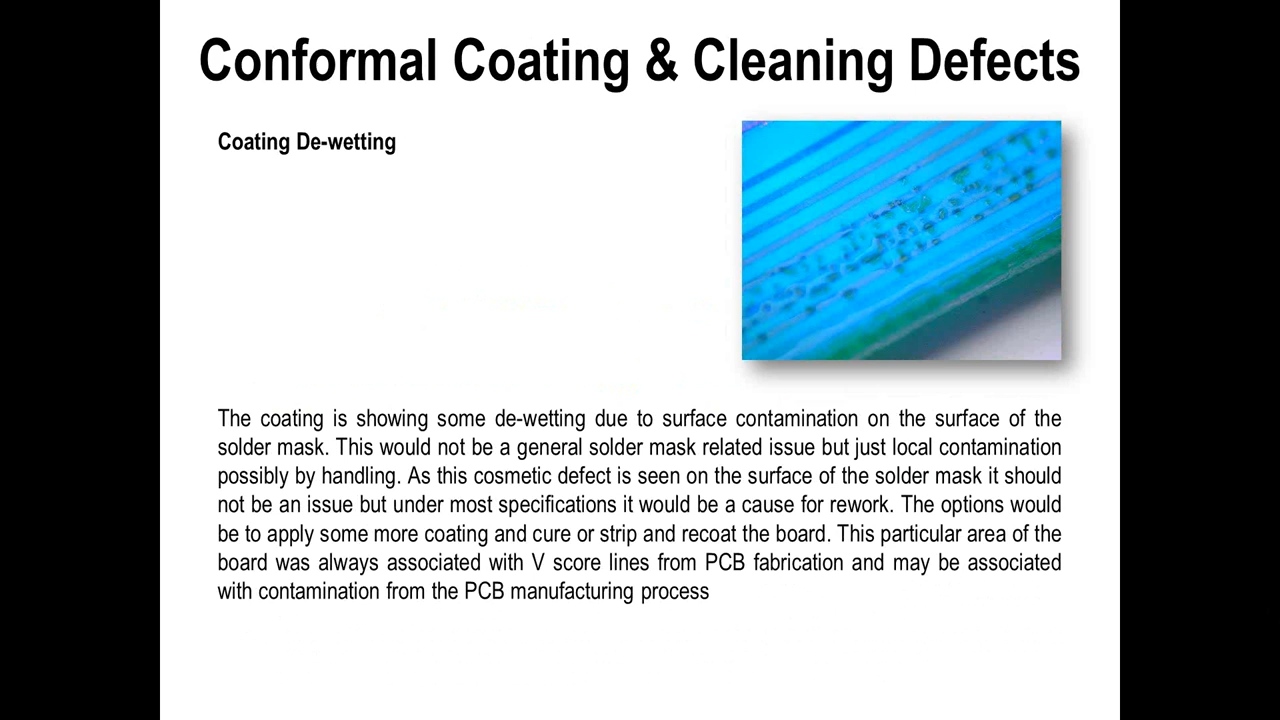 Conformal Coating & Cleaning Defects
Coating De-wetting
The coating is showing some de-wetting due to surface contamination on the surface of the
solder mask. This would not be a general solder mask related issue but just local contamination
possibly by handling. As this cosmetic defect is seen on the surface of the solder mask it should
not be an issue but under most specifications it would be a cause for rework. The options would
be to apply some more coating and cure or strip and recoat the board. This particular area of the
board was always associated with V score lines from PCB fabrication and may be associated
with contamination from the PCB manufacturing process